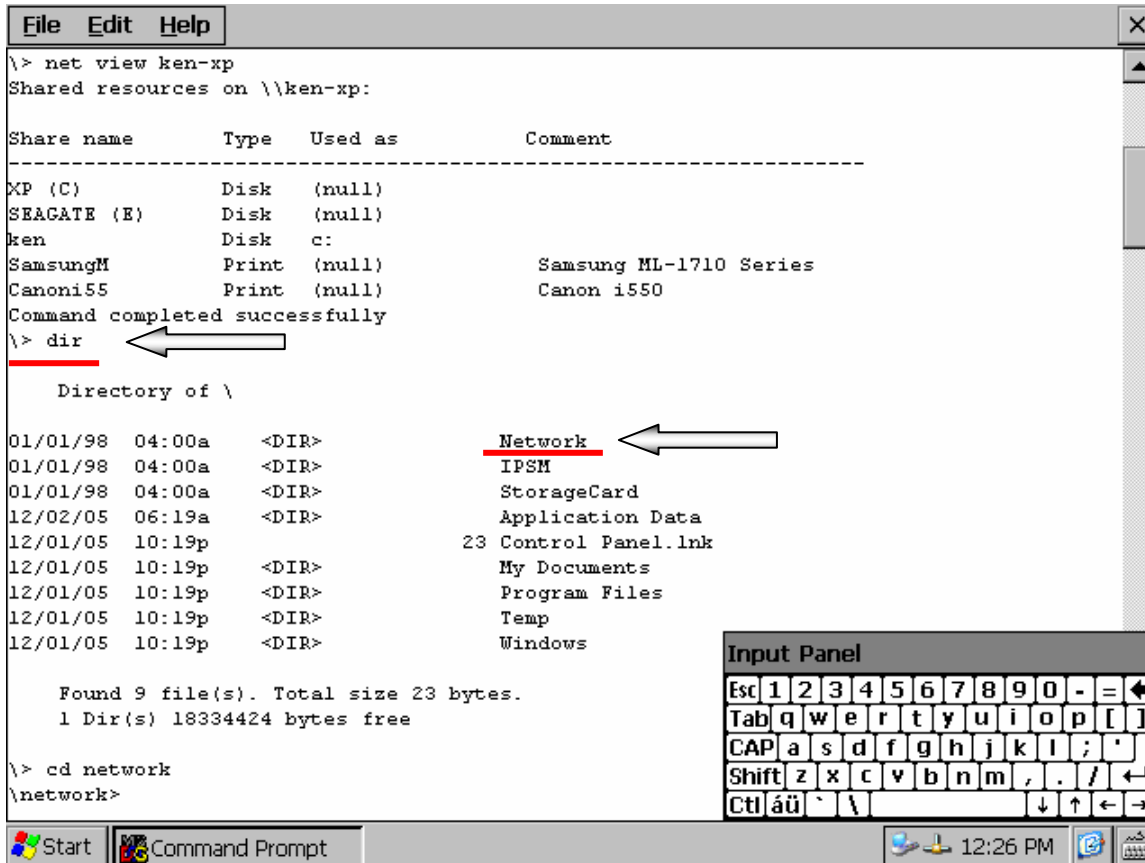 File Edit Help
\> net view ken-xp
Shared resources on \\ken-xp:
Share name Type Used as Comment
-------------------------------------------------------------------
XP (C) Disk (null)
SEAGATE (E) Disk (null)
ken Disk c:
SamsungM Print (null) Samsung ML-1710 Series
Canoni55 Print (null) Canon i550
Command completed successfully
\> dir
Directory of \
01/01/98 04:00a <DIR> Network
01/01/98 04:00a <DIR> IPSM
01/01/98 04:00a <DIR> StorageCard
12/02/05 06:19a <DIR> Application Data
12/01/05 10:19p 23 Control Panel.lnk
12/01/05 10:19p <DIR> My Documents
12/01/05 10:19p <DIR> Program Files
12/01/05 10:19p <DIR> Temp
12/01/05 10:19p <DIR> Windows
Found 9 file(s). Total size 23 bytes.
1 Dir(s) 18334424 bytes free
\> cd network
\network>
Input Panel
Esc 1 2 3 4 5 6 7 8 9 0 - =
Tab q w e r t y u i o p [ ]
CAP a s d f g h j k l ; '
Shift z x c v b n m , . /
Ctl áü ` \ ↓ ↑ ← →
Start Command Prompt 12:26 PM